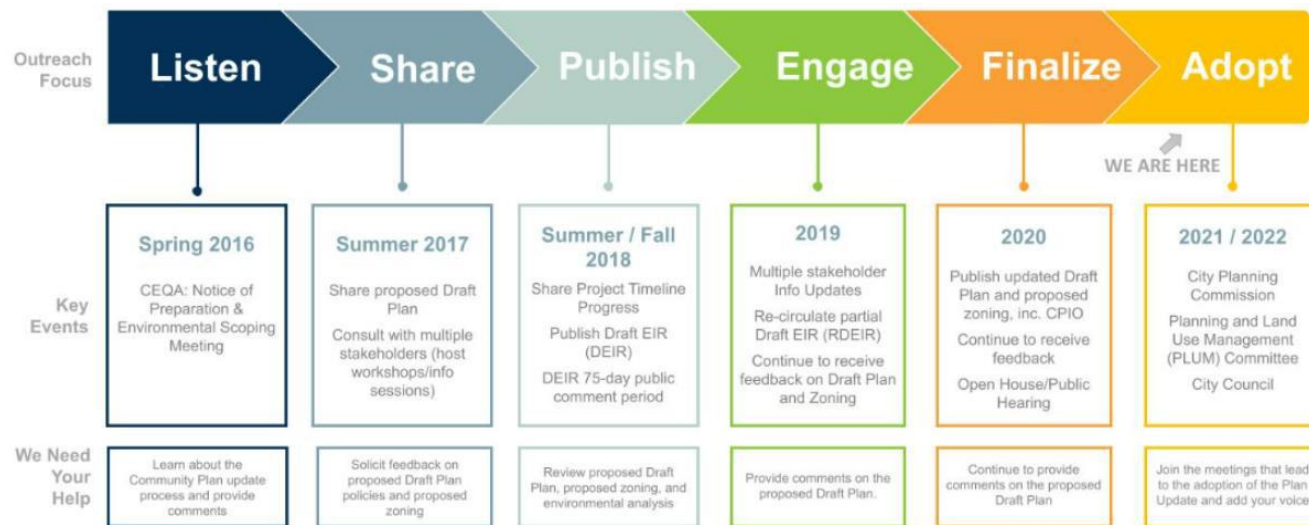 Outreach
Focus
Listen
Share
Publish
Engage
Finalize
Adopt
WE ARE HERE
Key
Events
Spring 2016
CEQA: Notice of
Preparation &
Environmental Scoping
Meeting
Summer 2017
Share proposed Draft
Plan
Consult with multiple
stakeholders (host
workshops/info
sessions)
Summer / Fall
2018
Share Project Timeline
Progress
Publish Draft EIR
(DEIR)
DEIR 75-day public
comment period
2019
Multiple stakeholder
Info Updates
Re-circulate partial
Draft EIR (RDEIR)
Continue to receive
feedback on Draft Plan
and Zoning
2020
Publish updated Draft
Plan and proposed
zoning, inc. CPIO
Continue to receive
feedback
Open House/Public
Hearing
2021 / 2022
City Planning
Commission
Planning and Land
Use Management
(PLUM) Committee
City Council
We Need
Your
Help
Learn about the
Community Plan update
process and provide
comments
Solicit feedback on
proposed Draft Plan
policies and proposed
zoning
Review proposed Draft
Plan, proposed zoning, and
environmental analysis
Provide comments on the
proposed Draft Plan.
Continue to provide
comments on the proposed
Draft Plan
Join the meetings that lead
to the adoption of the Plan
Update and add your voice